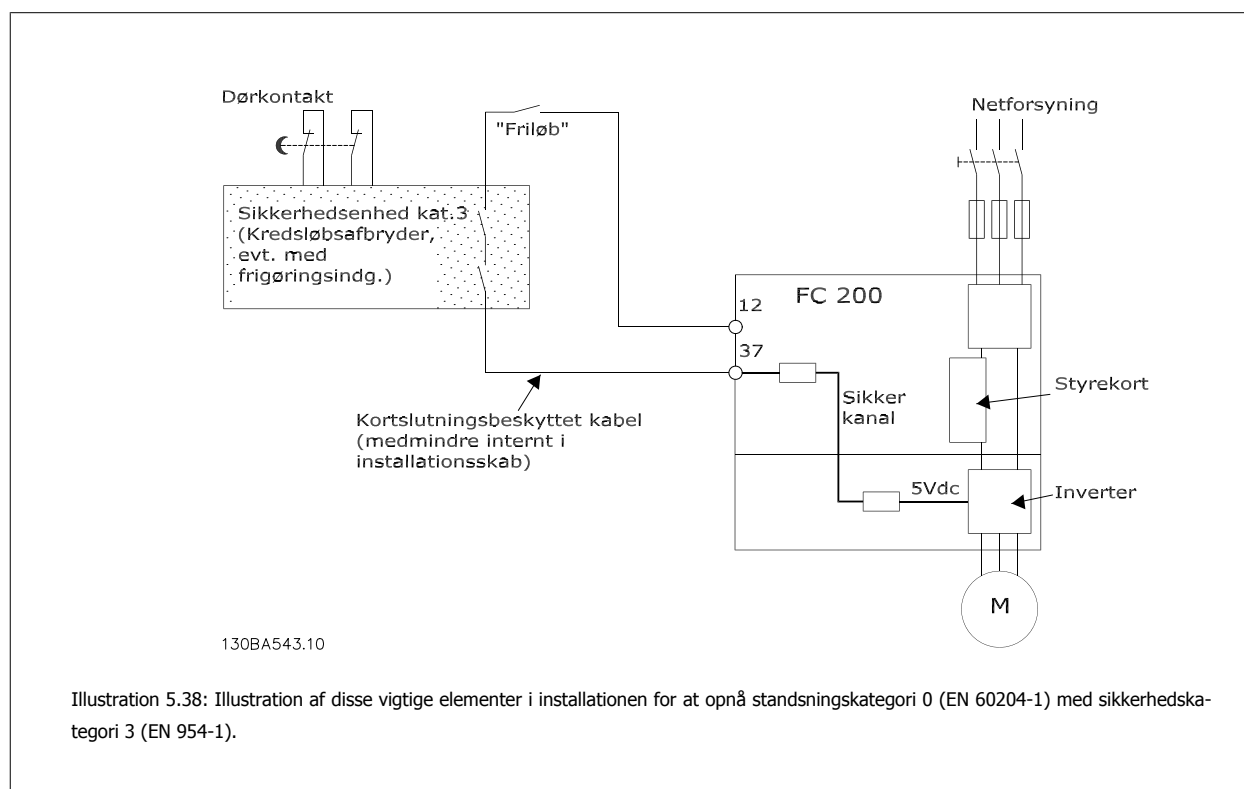 Dørkontakt
"Friløb"
Netforsyning
Sikkerhedsenhed kat.3
(Kredsløbsafbryder,
evt. med
frigøringsindg.)
FC 200
12
37
Sikker
kanal
Styrekort
Kortslutningsbeskyttet kabel
(medmindre internt i
installationsskab)
5Vdc
Inverter
M
130BA543.10
Illustration 5.38: Illustration af disse vigtige elementer i installationen for at opnå standsningskategori 0 (EN 60204-1) med sikkerhedska-
tegori 3 (EN 954-1).